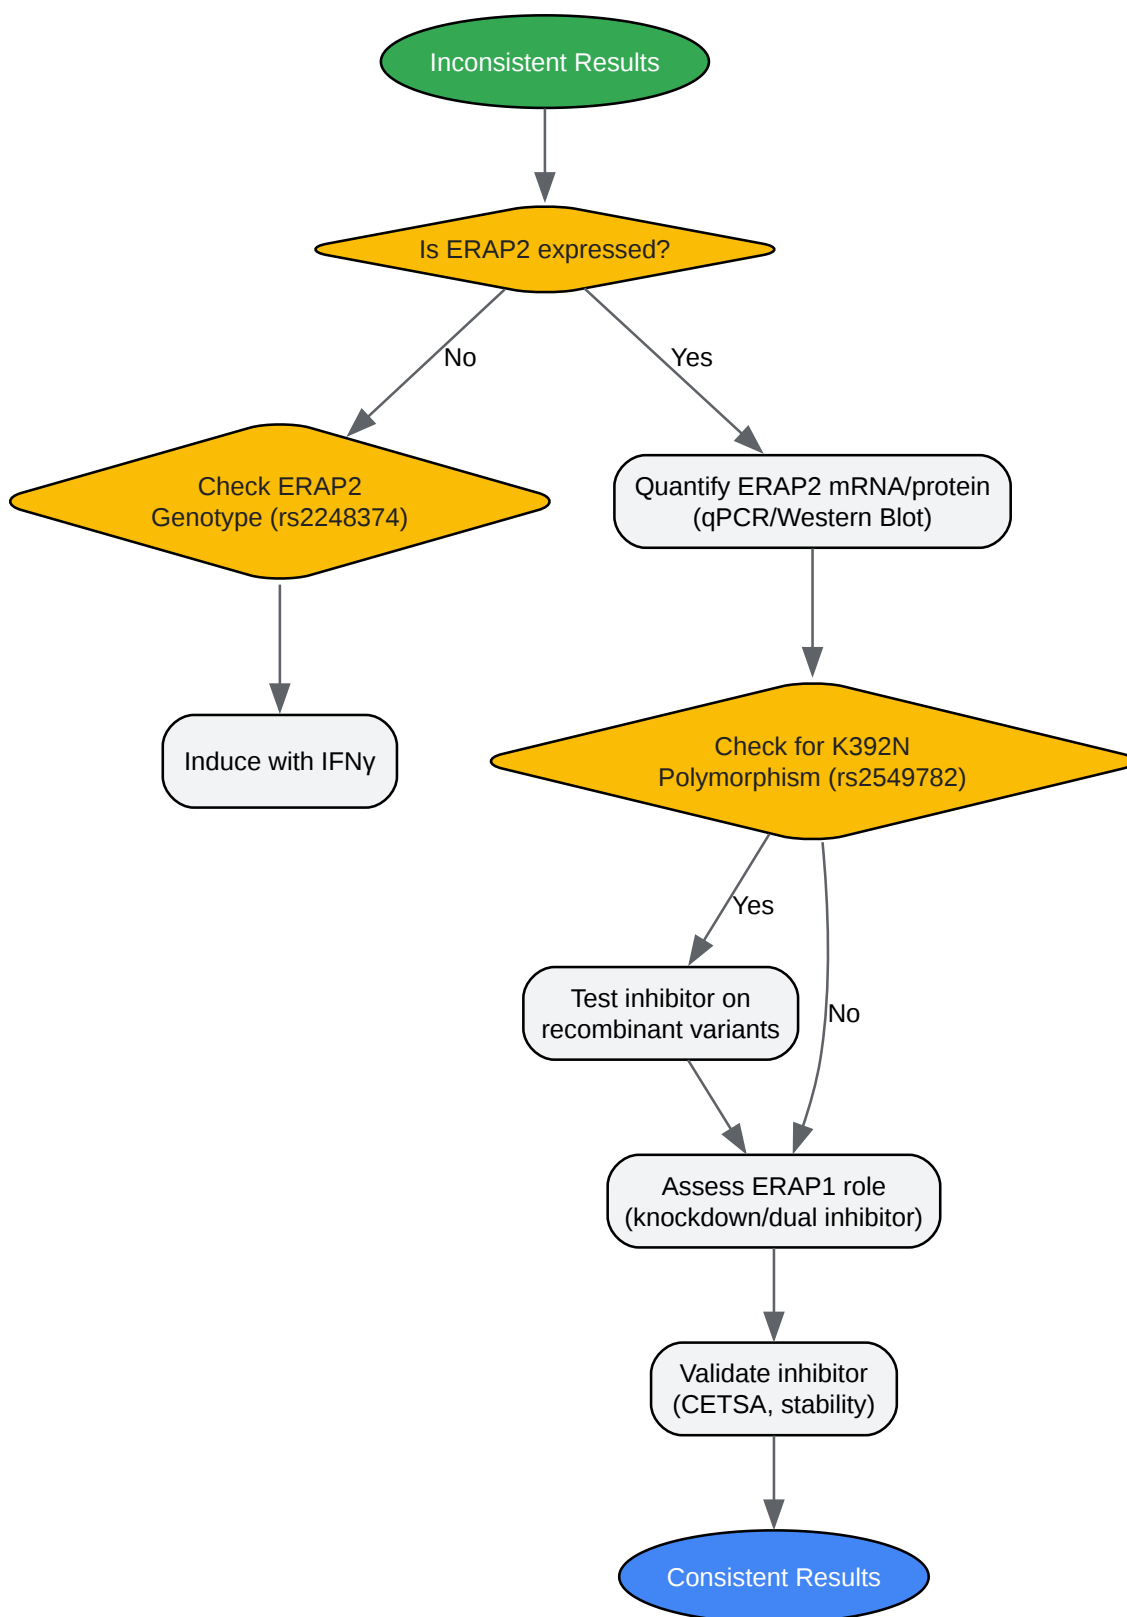 Inconsistent Results
Is ERAP2 expressed?
No
Yes
Check ERAP2
Genotype (rs2248374)
Quantify ERAP2 mRNA/protein
(qPCR/Western Blot)
Induce with IFNγ
Check for K392N
Polymorphism (rs2549782)
Yes
No
Test inhibitor on
recombinant variants
Assess ERAP1 role
(knockdown/dual inhibitor)
Validate inhibitor
(CETSA, stability)
Consistent Results